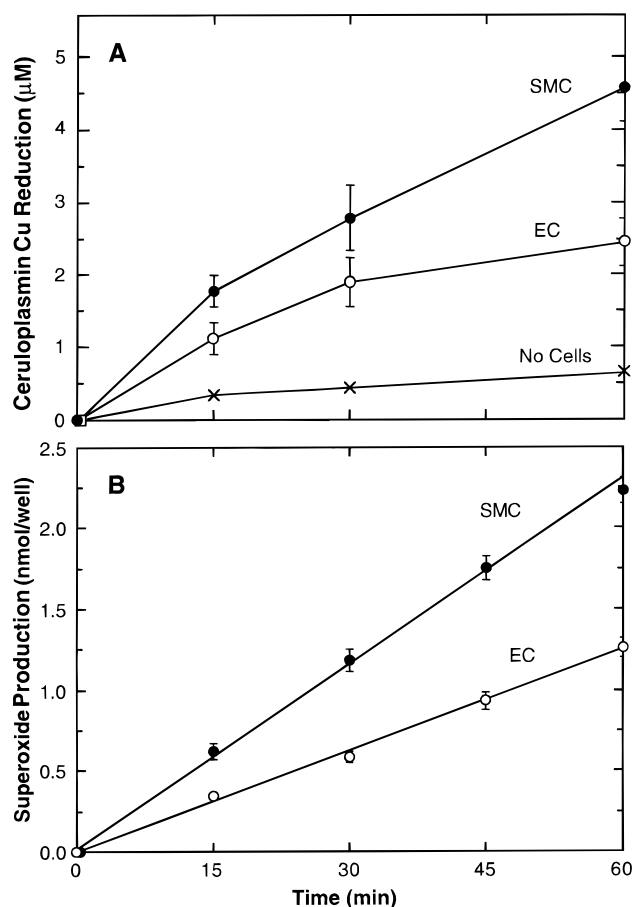 A
Ceruloplasmin Cu Reduction (μM)
5
4
3
2
1
0
SMC
EC
No Cells
B
Superoxide Production (nmol/well)
2.5
2.0
1.5
1.0
0.5
0.0
SMC
EC
0 15 30 45 60
Time (min)